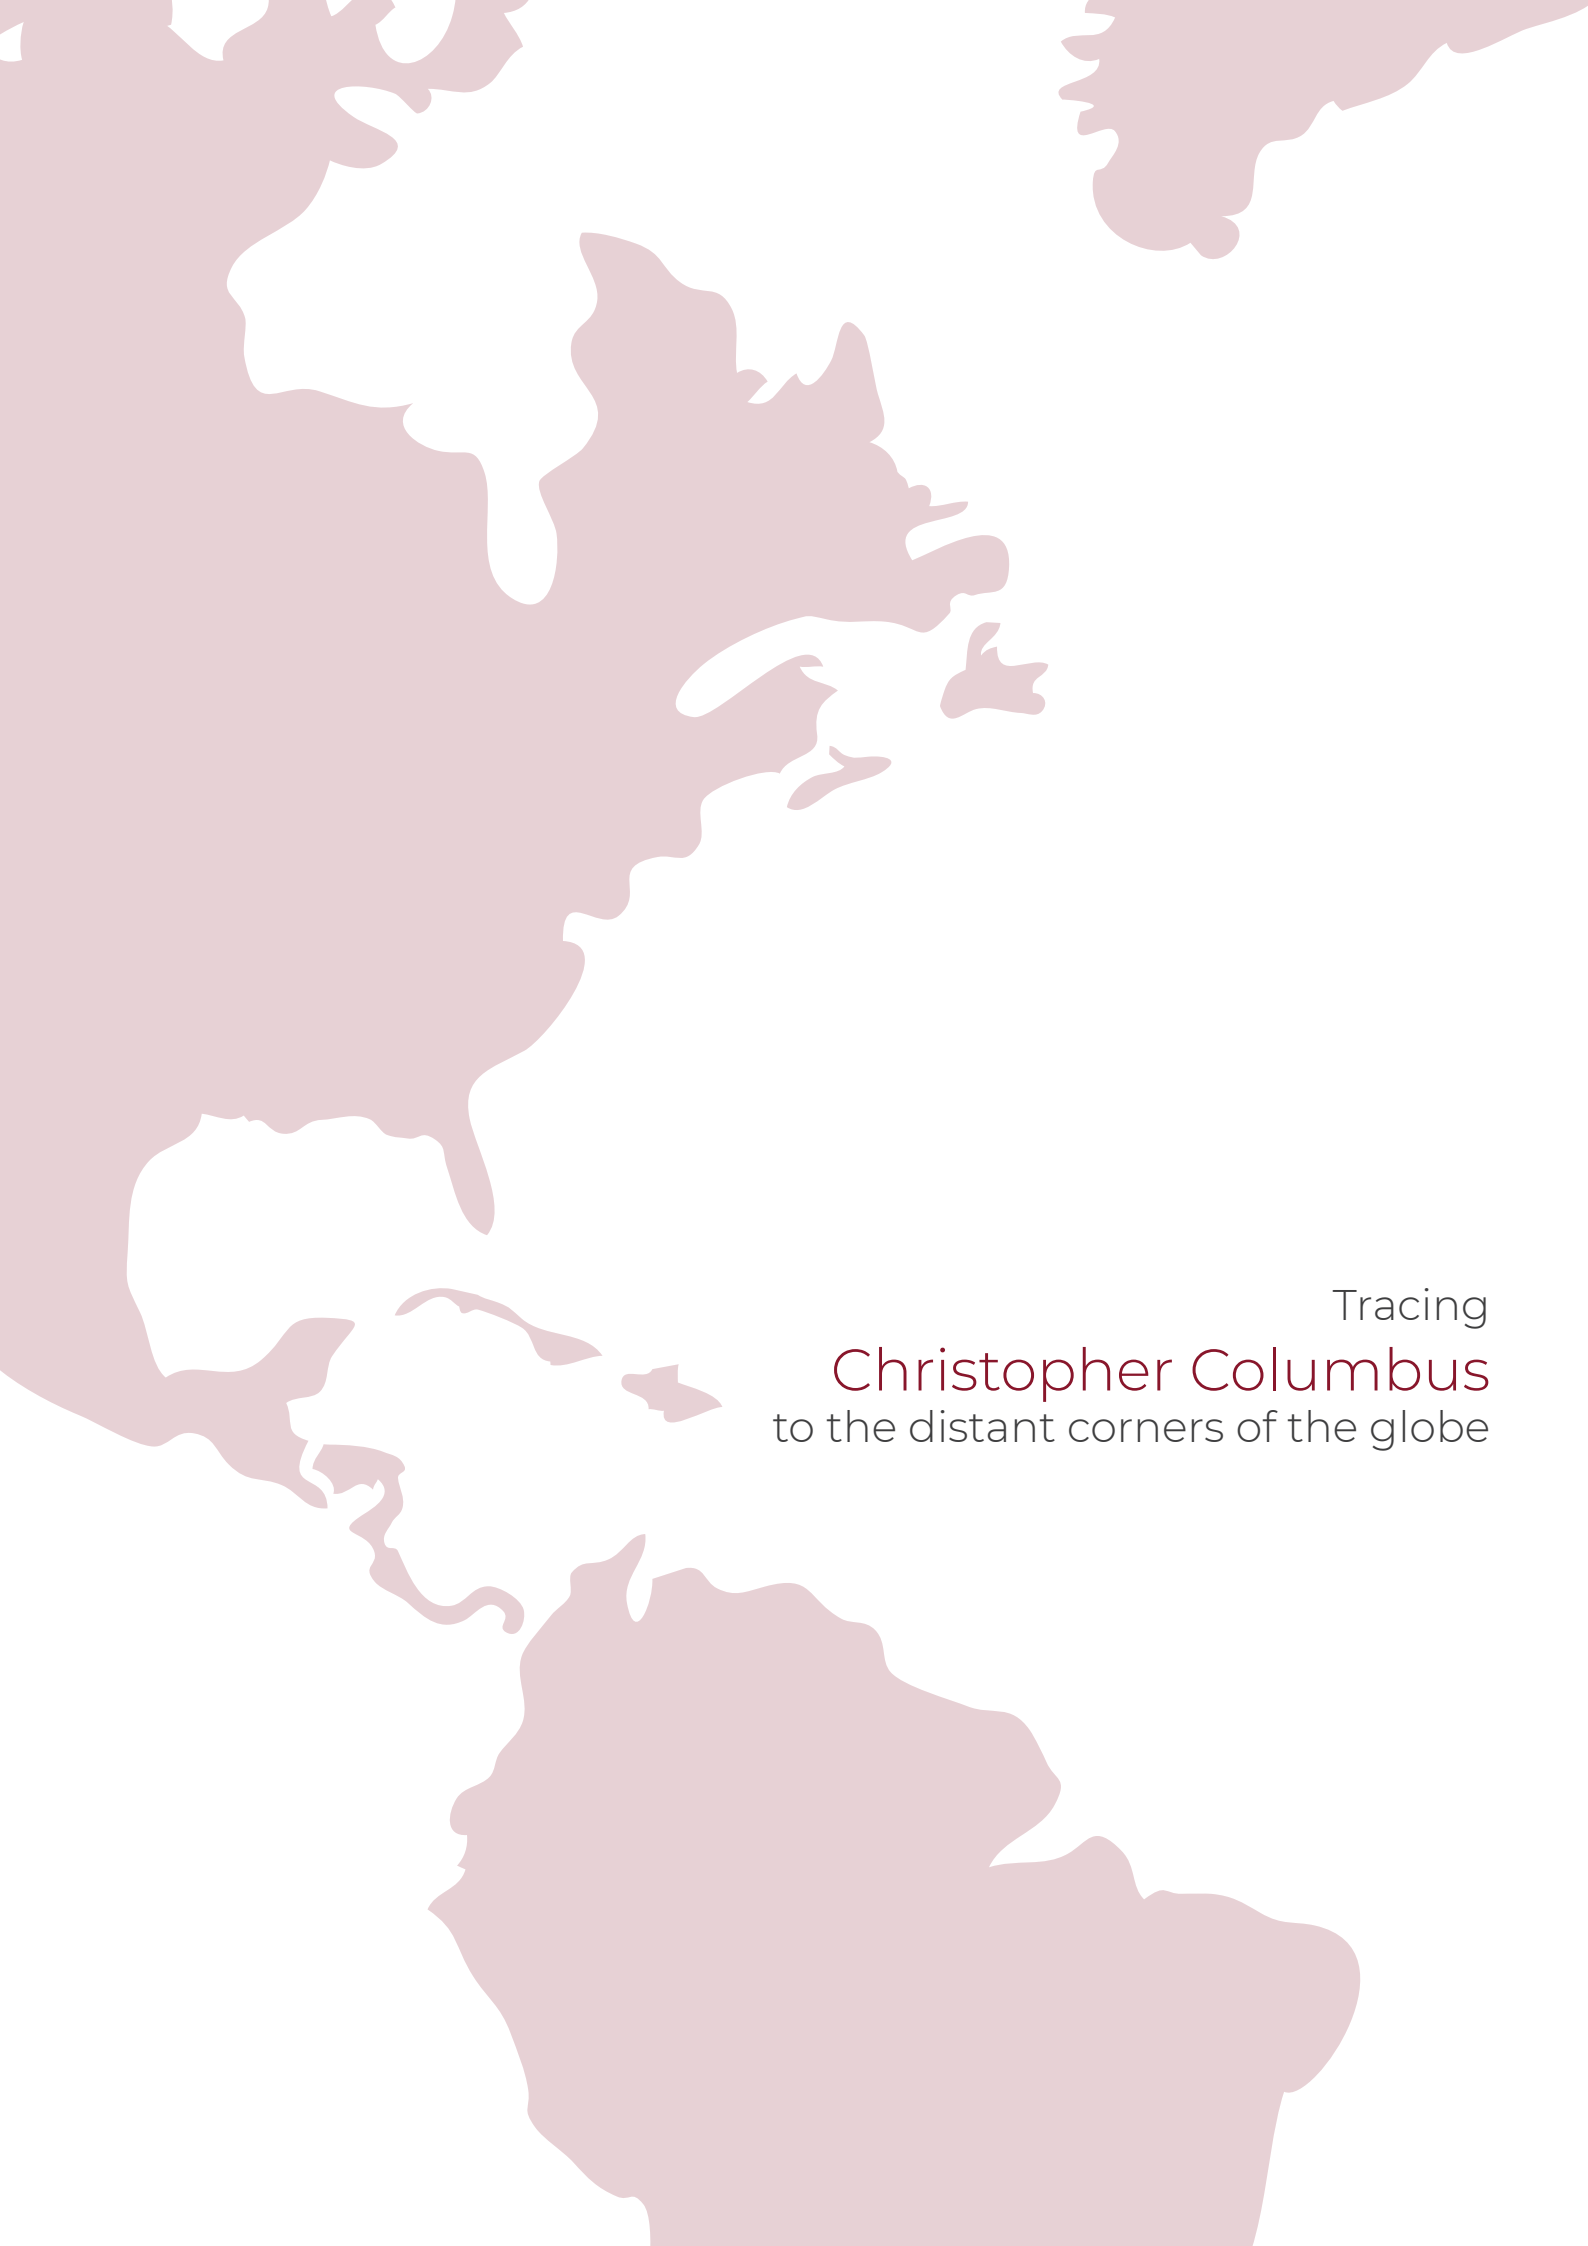 Tracing
Christopher Columbus
to the distant corners of the globe